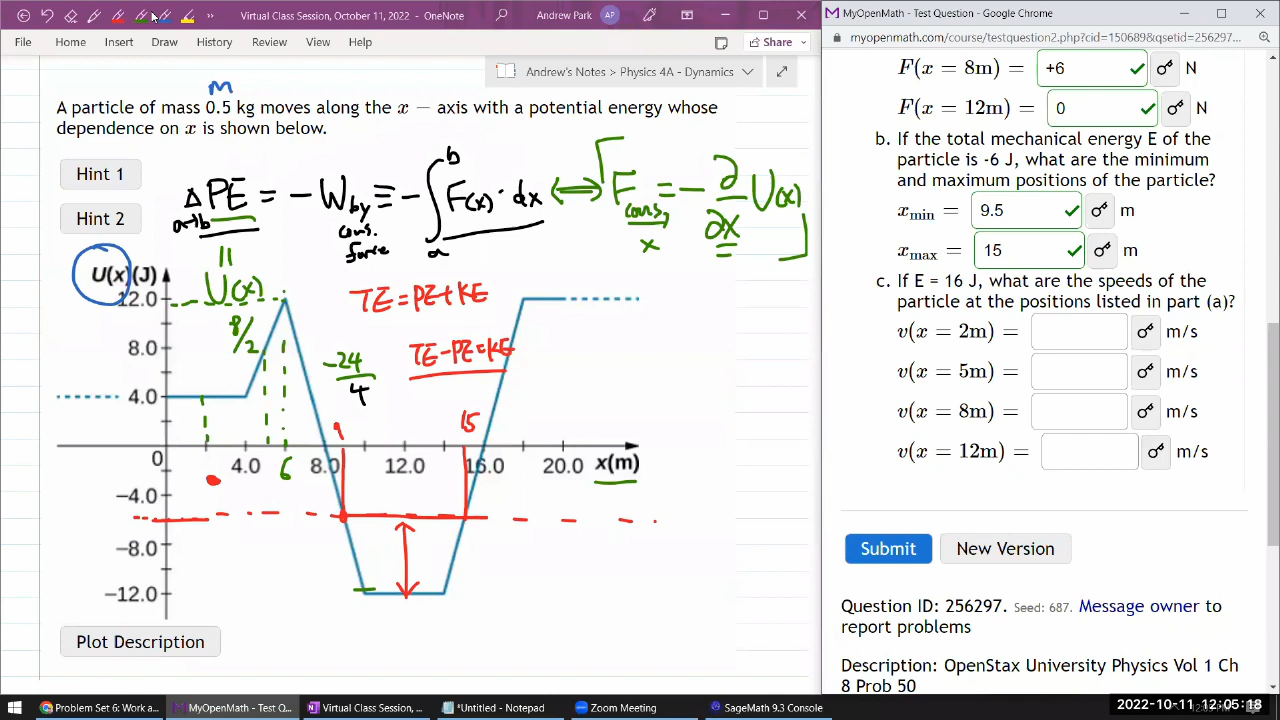 Virtual Class Session, October 11, 2022 - OneNote
Andrew Park
AP
File Home Insert Draw History Review View Help
Share
Andrew's Notes > Physics 4A - Dynamics
m
A particle of mass 0.5 kg moves along the x − axis with a potential energy whose
dependence on x is shown below.
Hint 1
Hint 2
ΔPE = − W by ≡ − ∫ F(x) · dx ⟺ F = − ∂/∂x U(x)
a→b
cons. force
b
a
cons, x
||
U(x)
U(x)(J)
TE = PE + KE
TE − PE = KE
8/2
−24/4
9
15
6
12.0
8.0
4.0
0
−4.0
−8.0
−12.0
4.0 8.0 12.0 16.0 20.0 x(m)
Plot Description
MyOpenMath - Test Question - Google Chrome
myopenmath.com/course/testquestion2.php?cid=150689&qsetid=256297...
F(x = 8m) = +6 N
F(x = 12m) = 0 N
b. If the total mechanical energy E of the
particle is -6 J, what are the minimum
and maximum positions of the particle?
xmin = 9.5 m
xmax = 15 m
c. If E = 16 J, what are the speeds of the
particle at the positions listed in part (a)?
v(x = 2m) = m/s
v(x = 5m) = m/s
v(x = 8m) = m/s
v(x = 12m) = m/s
Submit
New Version
Question ID: 256297. Seed: 687. Message owner to
report problems
Description: OpenStax University Physics Vol 1 Ch
8 Prob 50
Problem Set 6: Work a...
MyOpenMath - Test Q...
Virtual Class Session, ...
*Untitled - Notepad
Zoom Meeting
SageMath 9.3 Console
2022-10-11 12:05:18